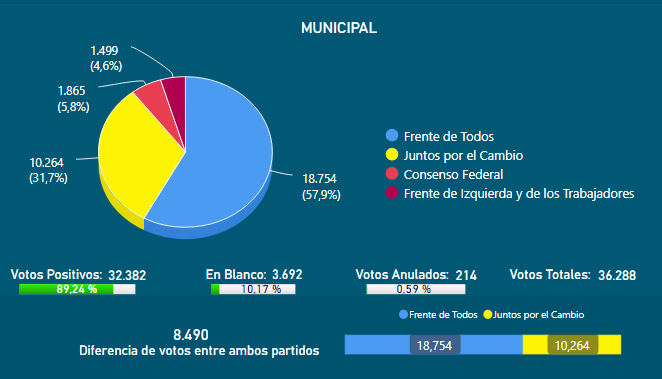 MUNICIPAL
1.499
(4,6%)
1.865
(5,8%)
10.264
(31,7%)
18.754
(57,9%)
Frente de Todos
Juntos por el Cambio
Consenso Federal
Frente de Izquierda y de los Trabajadores
Votos Positivos: 32.382
89,24 %
En Blanco: 3.692
10,17 %
Votos Anulados: 214
0,59 %
Votos Totales: 36.288
Frente de Todos Juntos por el Cambio
8.490
Diferencia de votos entre ambos partidos
18,754 10,264